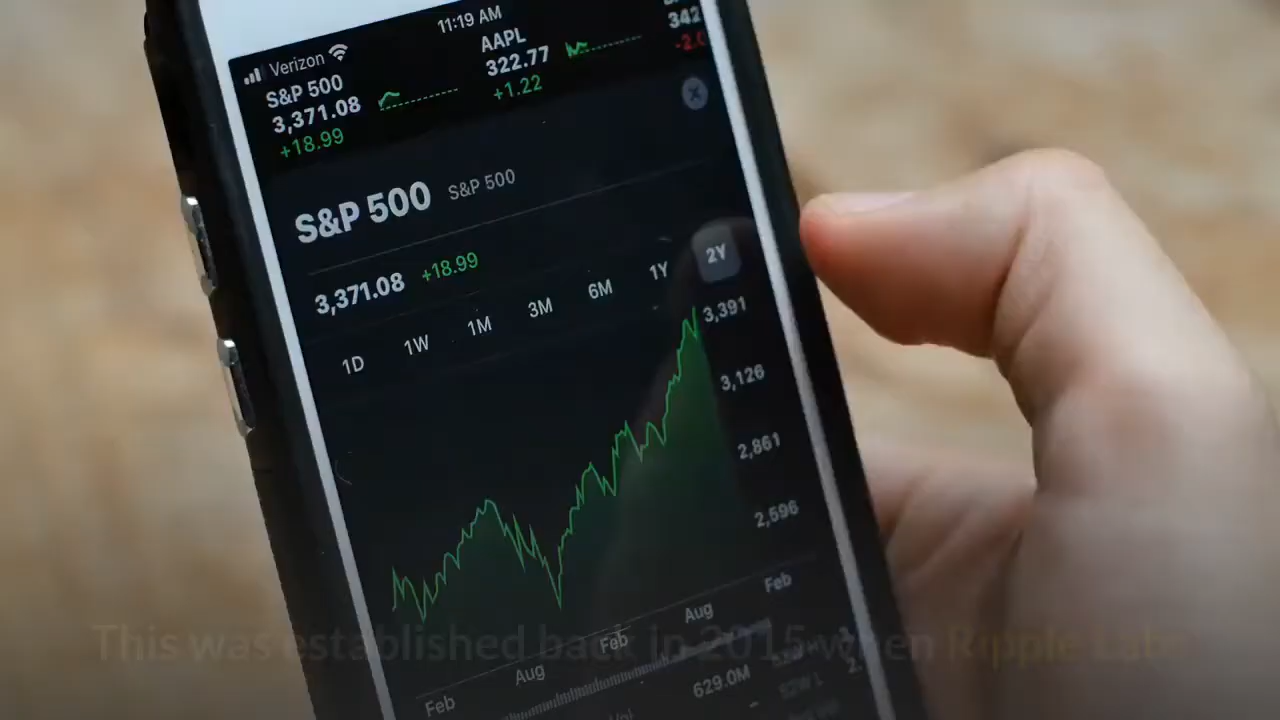 11:19 AM
Verizon
S&P 500
3,371.08
+18.99
AAPL
322.77
+1.22
342
S&P 500 S&P 500
3,371.08 +18.99
1D 1W 1M 3M 6M 1Y 2Y
3,391
3,126
2,861
2,596
Feb Aug Feb Aug Feb
629.0M
This was established back in 2015 when Ripple Labs